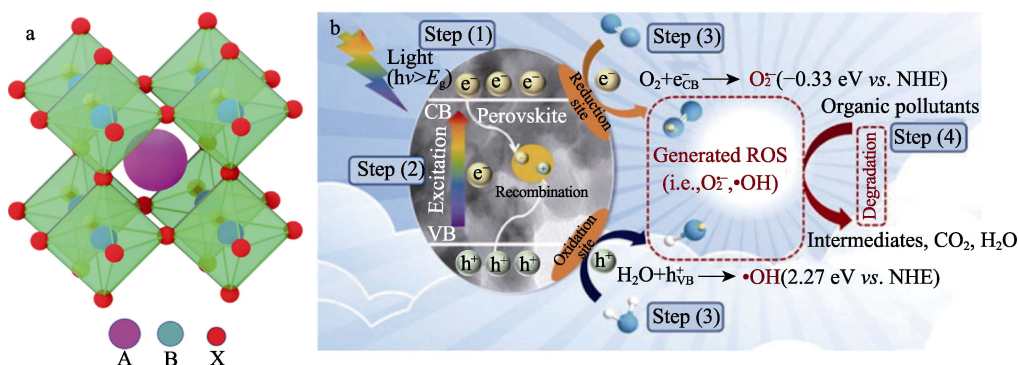 a
A B X
b
Step (1)
Light
(hν>Eg)
e⁻ e⁻ e⁻
CB
Perovskite
Step (2)
Excitation
e⁻
Recombination
VB
h⁺ h⁺ h⁺
Reduction
site
e⁻
Oxidation
site
h⁺
Step (3)
O₂+e⁻CB → O₂•⁻(−0.33 eV vs. NHE)
Organic pollutants
Step (4)
Generated ROS
(i.e.,O₂•⁻,•OH)
Degradation
Intermediates, CO₂, H₂O
H₂O+h⁺VB → •OH(2.27 eV vs. NHE)
Step (3)